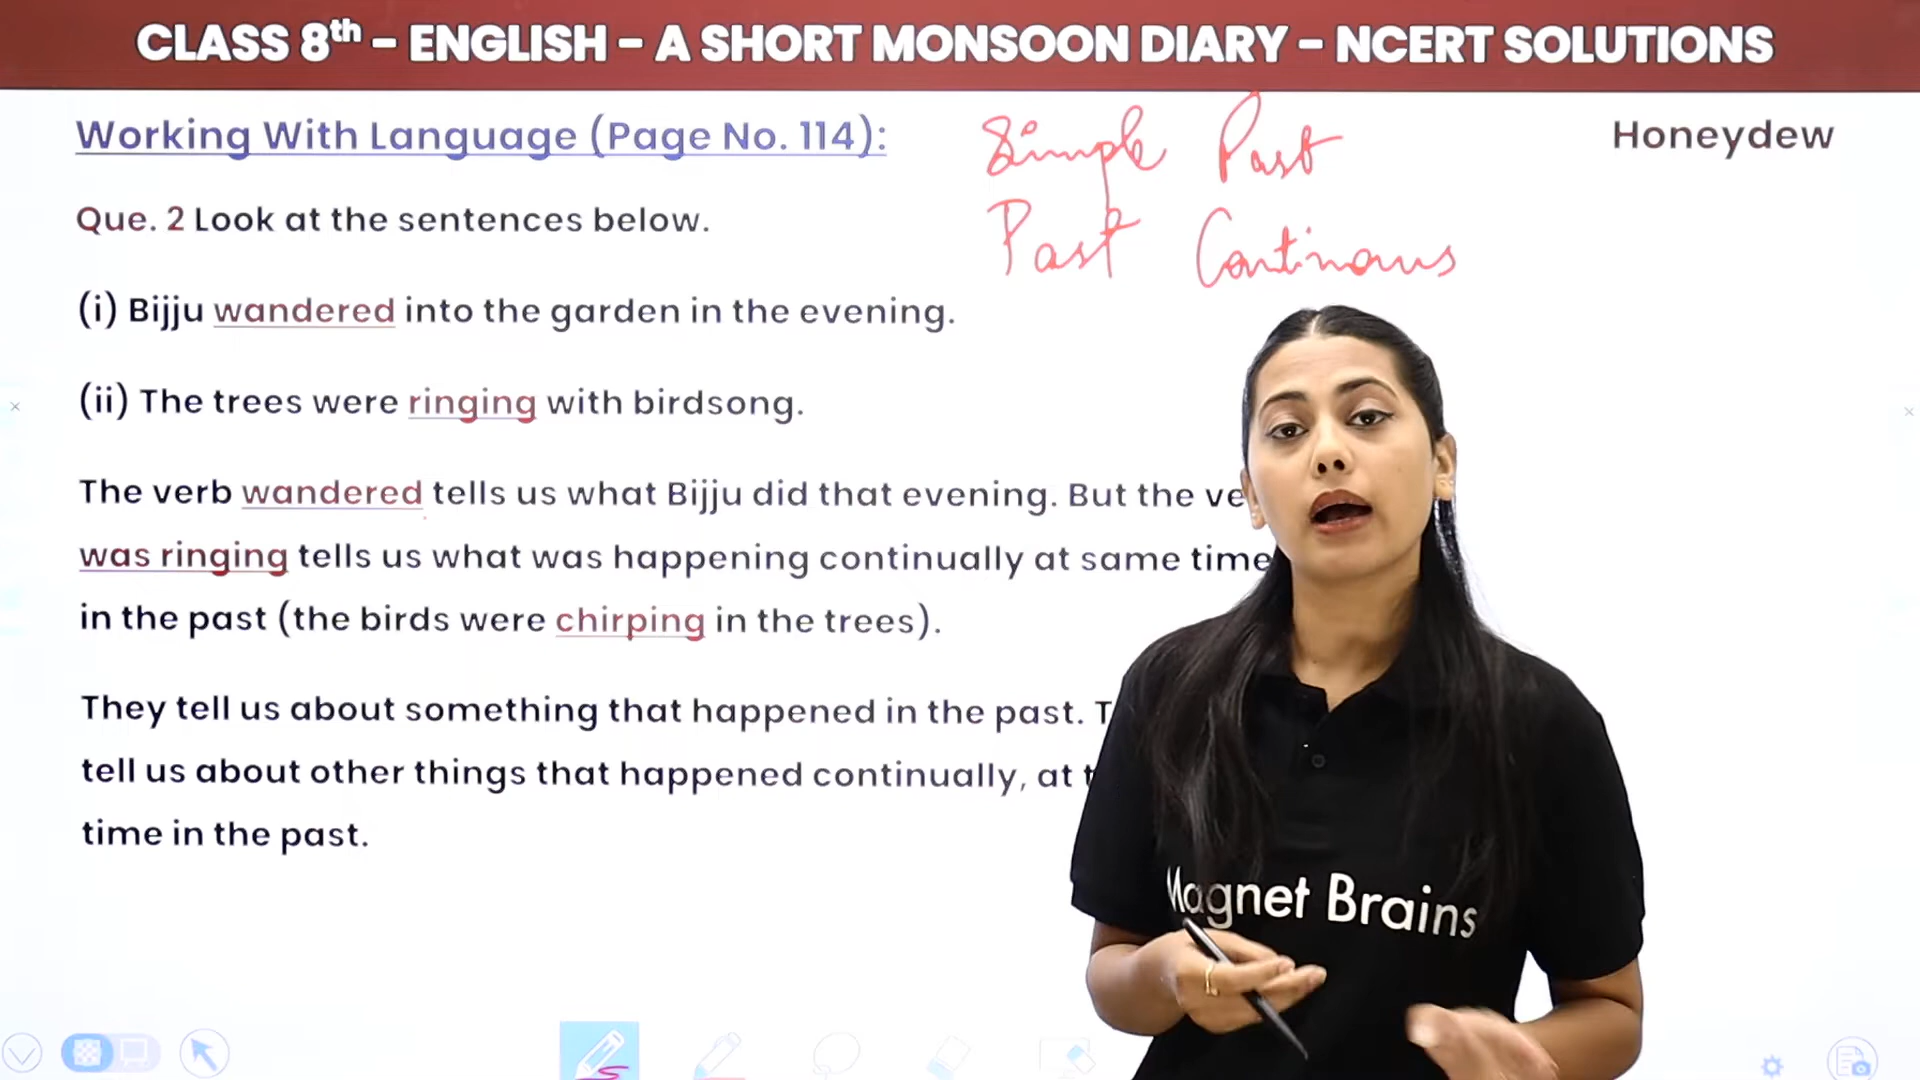 CLASS 8th - ENGLISH - A SHORT MONSOON DIARY - NCERT SOLUTIONS
Working With Language (Page No. 114):
Simple Past
Honeydew
Past Continous
Que. 2 Look at the sentences below.
(i) Bijju wandered into the garden in the evening.
(ii) The trees were ringing with birdsong.
The verb wandered tells us what Bijju did that evening. But the ve
was ringing tells us what was happening continually at same time
in the past (the birds were chirping in the trees).
They tell us about something that happened in the past. T
tell us about other things that happened continually, at t
time in the past.
Magnet Brains